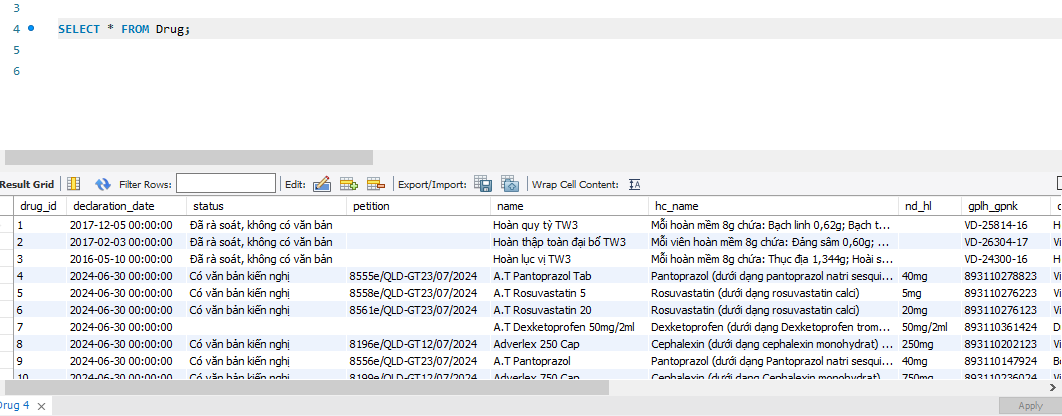 3
4 SELECT * FROM Drug;
5
6
Result Grid Filter Rows: Edit: Export/Import: Wrap Cell Content:
drug_id declaration_date status petition name hc_name nd_hl gplh_gpnk
1 2017-12-05 00:00:00 Đã rà soát, không có văn bản Hoàn quy tỳ TW3 Mỗi hoàn mềm 8g chứa: Bạch linh 0,62g; Bạch t... VD-25814-16
2 2017-02-03 00:00:00 Đã rà soát, không có văn bản Hoàn thập toàn đại bổ TW3 Mỗi viên hoàn mềm 8g chứa: Đảng sâm 0,60g; ... VD-26304-17
3 2016-05-10 00:00:00 Đã rà soát, không có văn bản Hoàn lục vị TW3 Mỗi hoàn mềm 8g chứa: Thục địa 1,344g; Hoài s... VD-24300-16
4 2024-06-30 00:00:00 Có văn bản kiến nghị 8555e/QLD-GT23/07/2024 A.T Pantoprazol Tab Pantoprazol (dưới dạng pantoprazol natri sesqui... 40mg 893110278823
5 2024-06-30 00:00:00 Có văn bản kiến nghị 8558e/QLD-GT23/07/2024 A.T Rosuvastatin 5 Rosuvastatin (dưới dạng rosuvastatin calci) 5mg 893110276223
6 2024-06-30 00:00:00 Có văn bản kiến nghị 8561e/QLD-GT23/07/2024 A.T Rosuvastatin 20 Rosuvastatin (dưới dạng rosuvastatin calci) 20mg 893110276123
7 2024-06-30 00:00:00 A.T Dexketoprofen 50mg/2ml Dexketoprofen (dưới dạng Dexketoprofen trom... 50mg/2ml 893110361424
8 2024-06-30 00:00:00 Có văn bản kiến nghị 8196e/QLD-GT12/07/2024 Adverlex 250 Cap Cephalexin (dưới dạng cephalexin monohydrat) ... 250mg 893110202123
9 2024-06-30 00:00:00 Có văn bản kiến nghị 8556e/QLD-GT23/07/2024 A.T Pantoprazol Pantoprazol (dưới dạng Pantoprazol natri sesqui... 40mg 893110147924
10 2024-06-30 00:00:00 Có văn bản kiến nghị 8199e/QLD-GT12/07/2024 Adverlex 750 Cap Cephalexin (dưới dạng Cephalexin monohydrat)... 750mg 893110236024
Drug 4 Apply